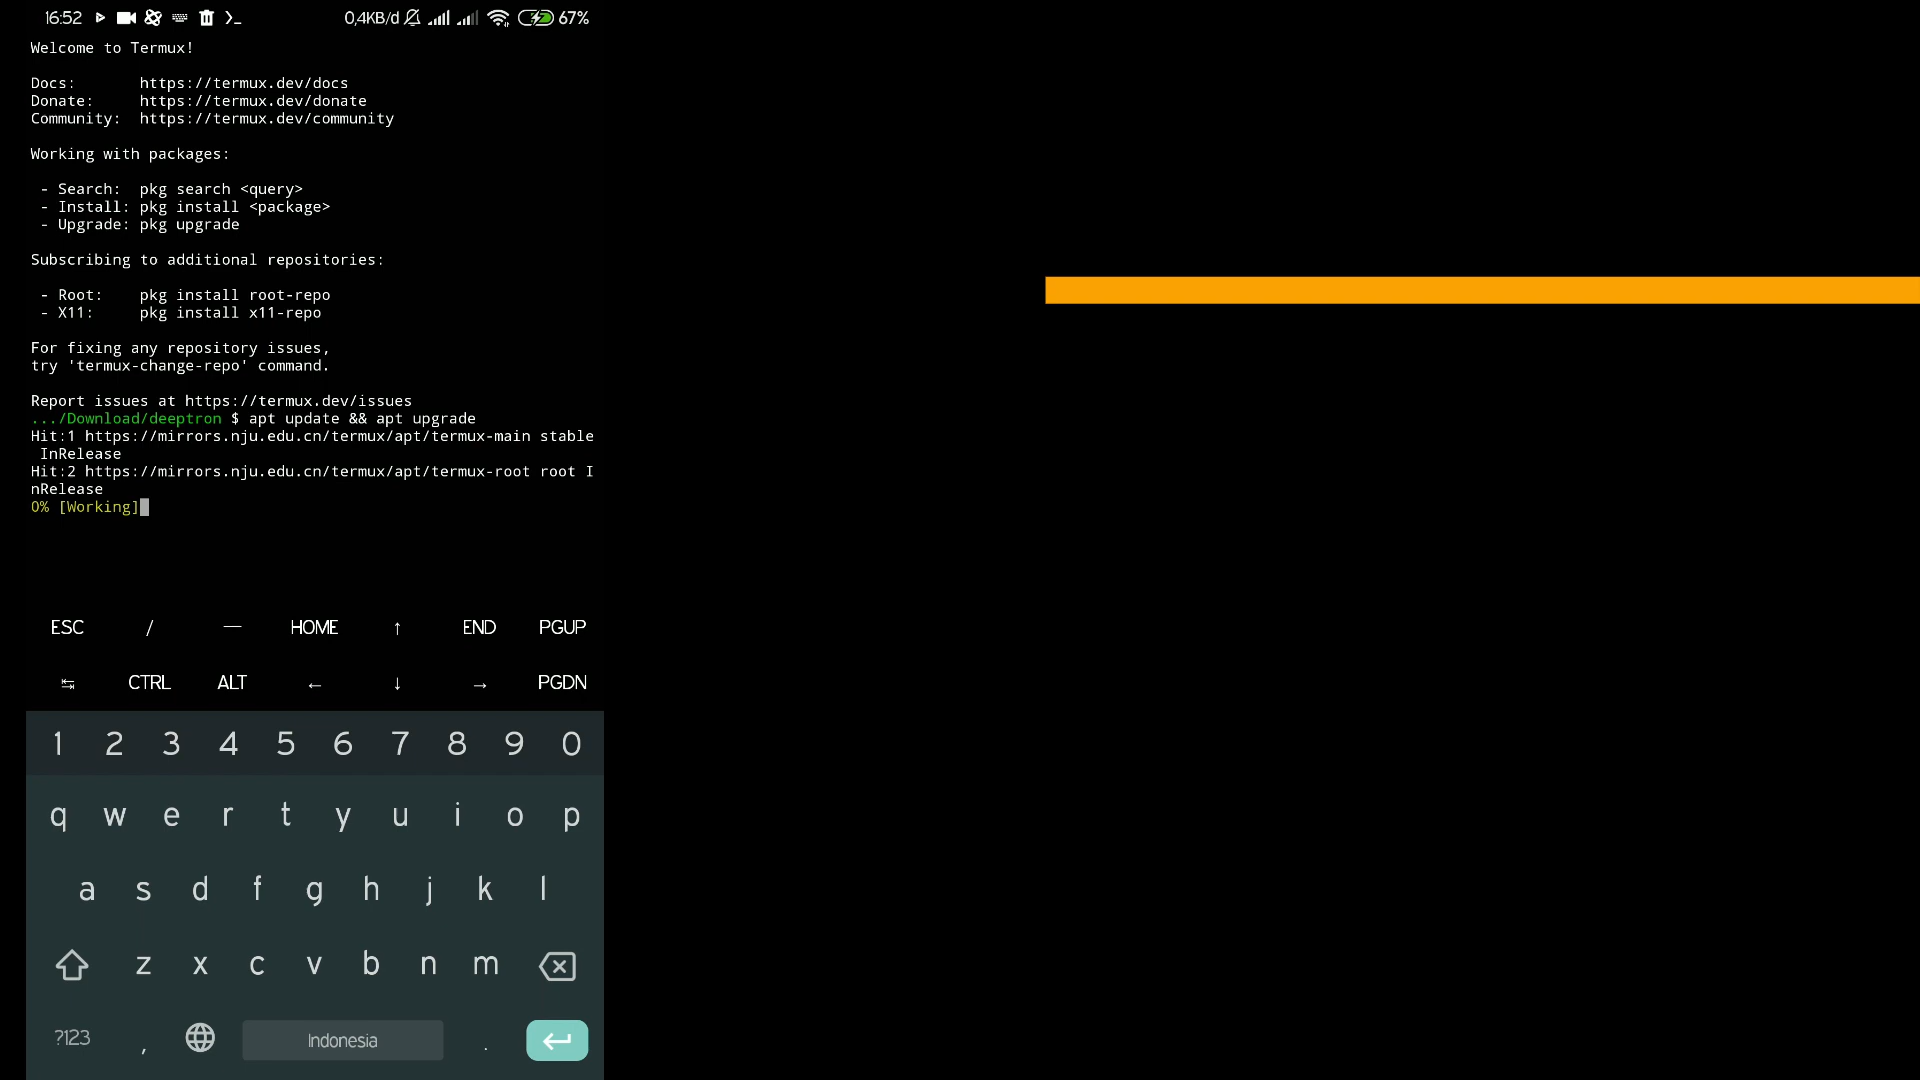 16:52 0,4KB/d 67%
Welcome to Termux!
Docs: https://termux.dev/docs
Donate: https://termux.dev/donate
Community: https://termux.dev/community
Working with packages:
- Search: pkg search <query>
- Install: pkg install <package>
- Upgrade: pkg upgrade
Subscribing to additional repositories:
- Root: pkg install root-repo
- X11: pkg install x11-repo
For fixing any repository issues,
try 'termux-change-repo' command.
Report issues at https://termux.dev/issues
.../Download/deeptron $ apt update && apt upgrade
Hit:1 https://mirrors.nju.edu.cn/termux/apt/termux-main stable
InRelease
Hit:2 https://mirrors.nju.edu.cn/termux/apt/termux-root root I
nRelease
0% [Working]
ESC / — HOME ↑ END PGUP
⇆ CTRL ALT ← ↓ → PGDN
1 2 3 4 5 6 7 8 9 0
q w e r t y u i o p
a s d f g h j k l
z x c v b n m
?123 , Indonesia .